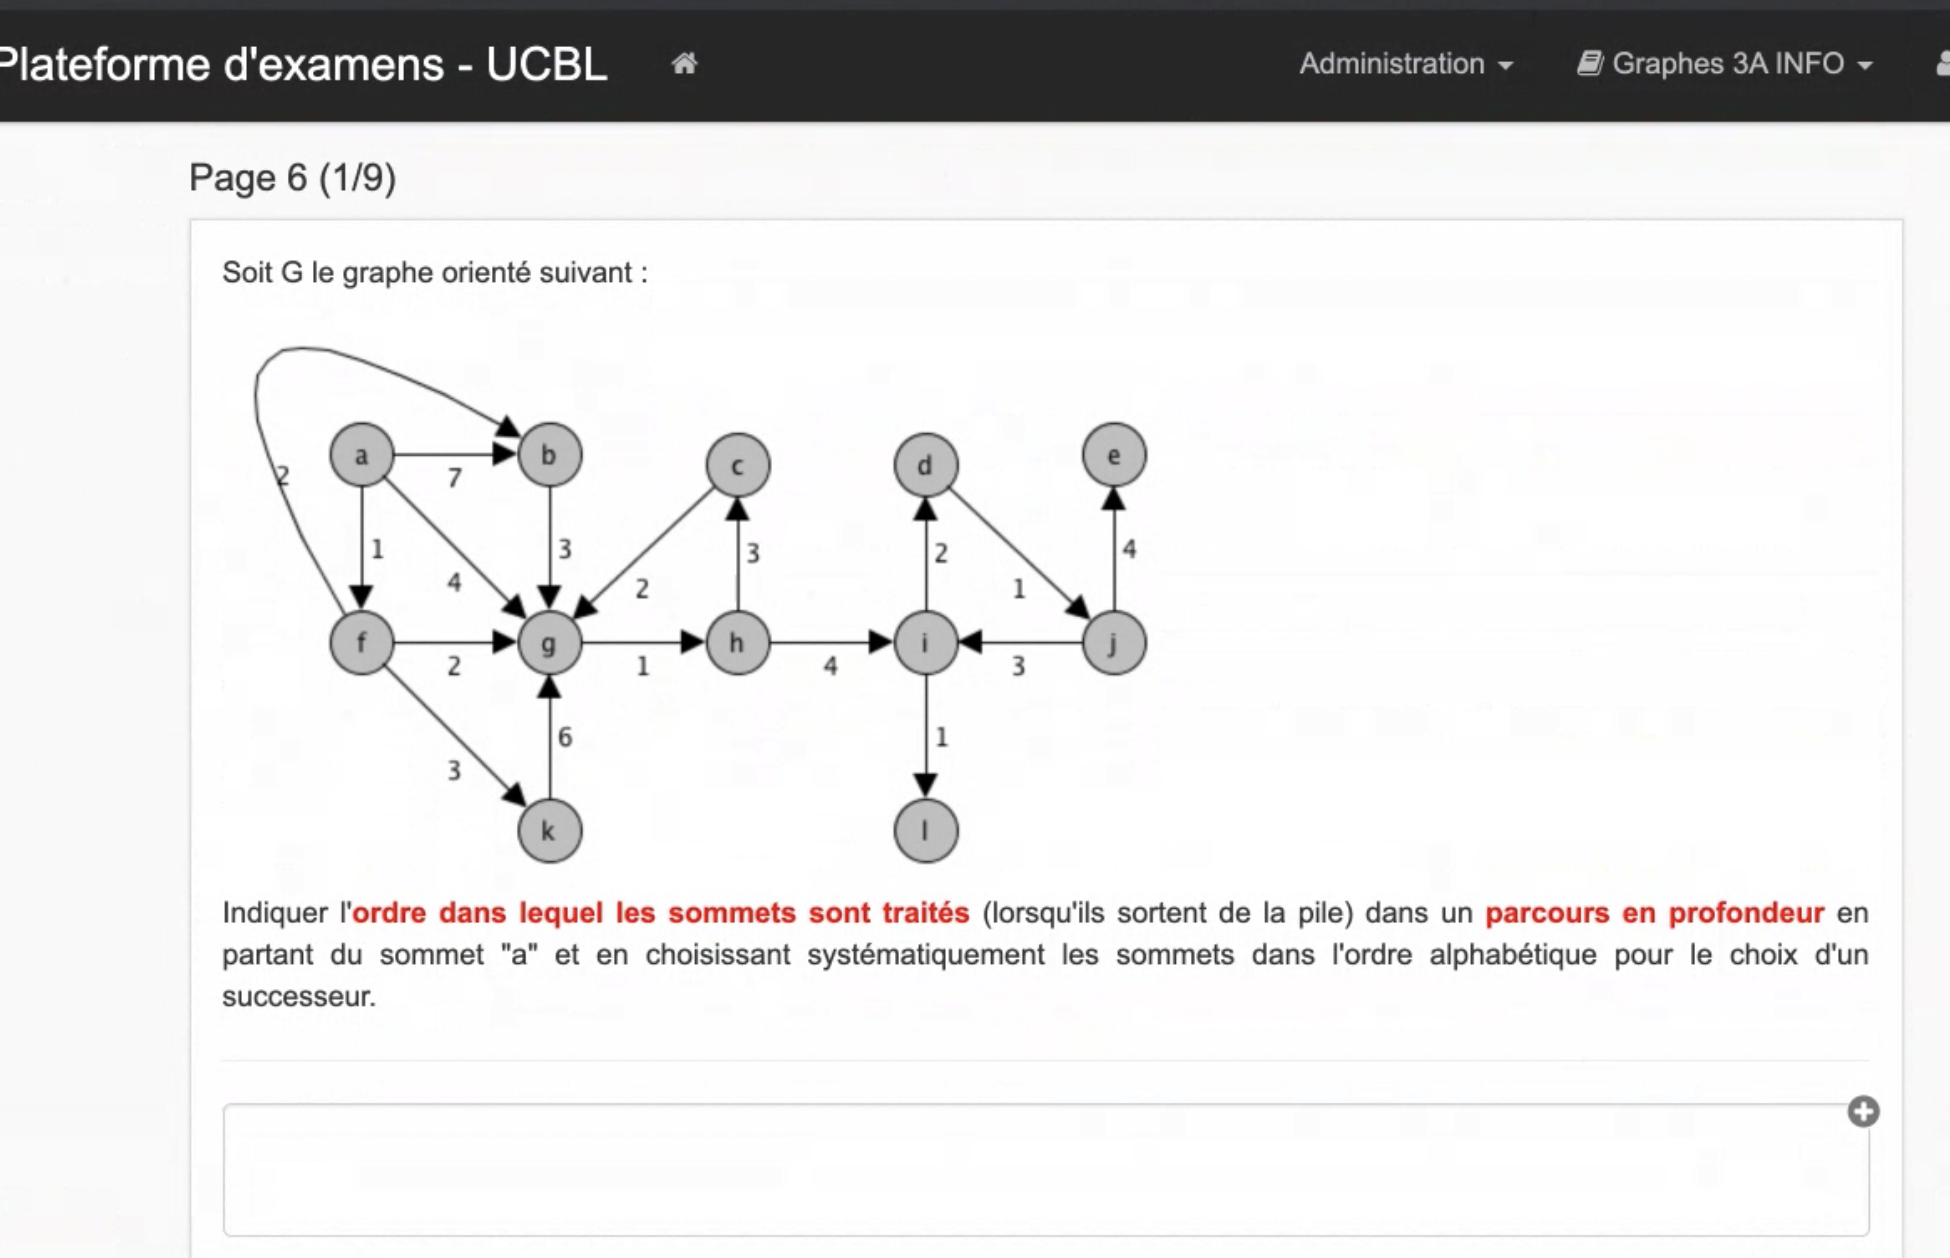 Plateforme d'examens - UCBL Administration Graphes 3A INFO
Page 6 (1/9)
Soit G le graphe orienté suivant :
a b c d e
2 7
1 3 3 2 4
4 2 1
f g h i j
2 1 4 3
6 1
3
k l
Indiquer l'ordre dans lequel les sommets sont traités (lorsqu'ils sortent de la pile) dans un parcours en profondeur en
partant du sommet "a" et en choisissant systématiquement les sommets dans l'ordre alphabétique pour le choix d'un
successeur.